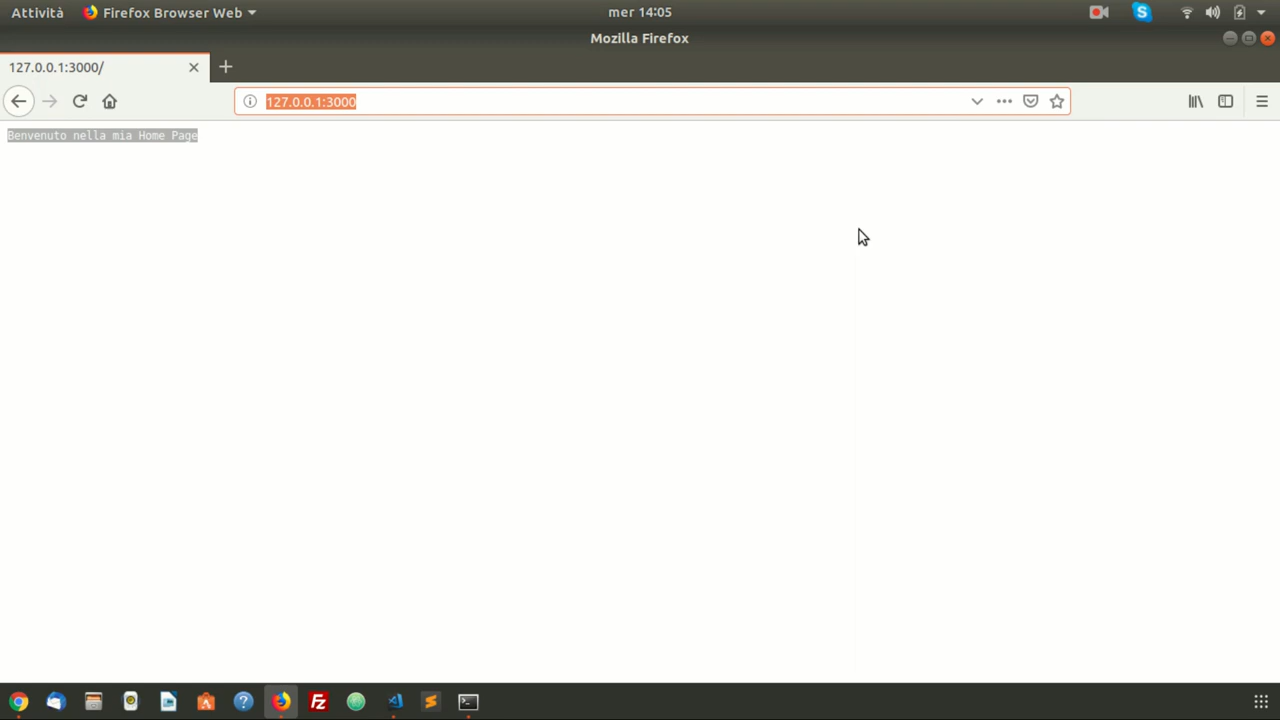 Attività
Firefox Browser Web
mer 14:05
Mozilla Firefox
127.0.0.1:3000/
127.0.0.1:3000
Benvenuto nella mia Home Page